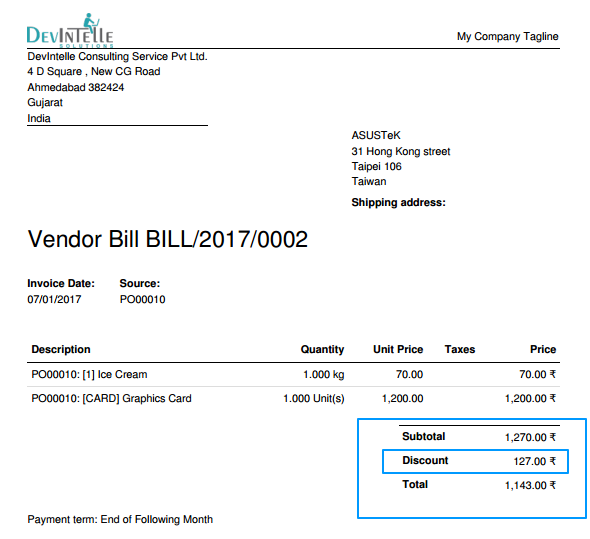 DEVINTELLE
SOLUTIONS
My Company Tagline
DevIntelle Consulting Service Pvt Ltd.
4 D Square , New CG Road
Ahmedabad 382424
Gujarat
India
ASUSTeK
31 Hong Kong street
Taipei 106
Taiwan
Shipping address:
Vendor Bill BILL/2017/0002
Invoice Date: Source:
07/01/2017 PO00010
Description Quantity Unit Price Taxes Price
PO00010: [1] Ice Cream 1.000 kg 70.00 70.00 ₹
PO00010: [CARD] Graphics Card 1.000 Unit(s) 1,200.00 1,200.00 ₹
Subtotal 1,270.00 ₹
Discount 127.00 ₹
Total 1,143.00 ₹
Payment term: End of Following Month